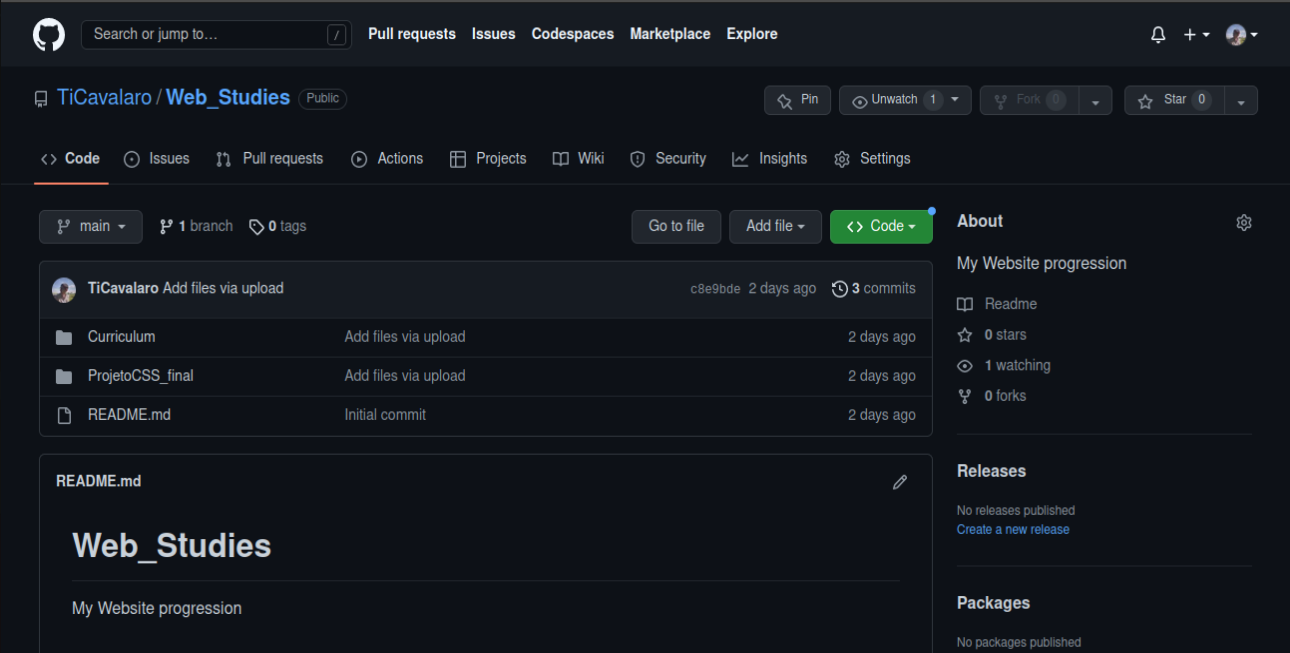 Search or jump to... / Pull requests Issues Codespaces Marketplace Explore
TiCavalaro / Web_Studies Public Pin Unwatch 1 Fork 0 Star 0
Code Issues Pull requests Actions Projects Wiki Security Insights Settings
main 1 branch 0 tags Go to file Add file Code
TiCavalaro Add files via upload c8e9bde 2 days ago 3 commits
Curriculum Add files via upload 2 days ago
ProjetoCSS_final Add files via upload 2 days ago
README.md Initial commit 2 days ago
README.md
Web_Studies
My Website progression
About
My Website progression
Readme
0 stars
1 watching
0 forks
Releases
No releases published
Create a new release
Packages
No packages published